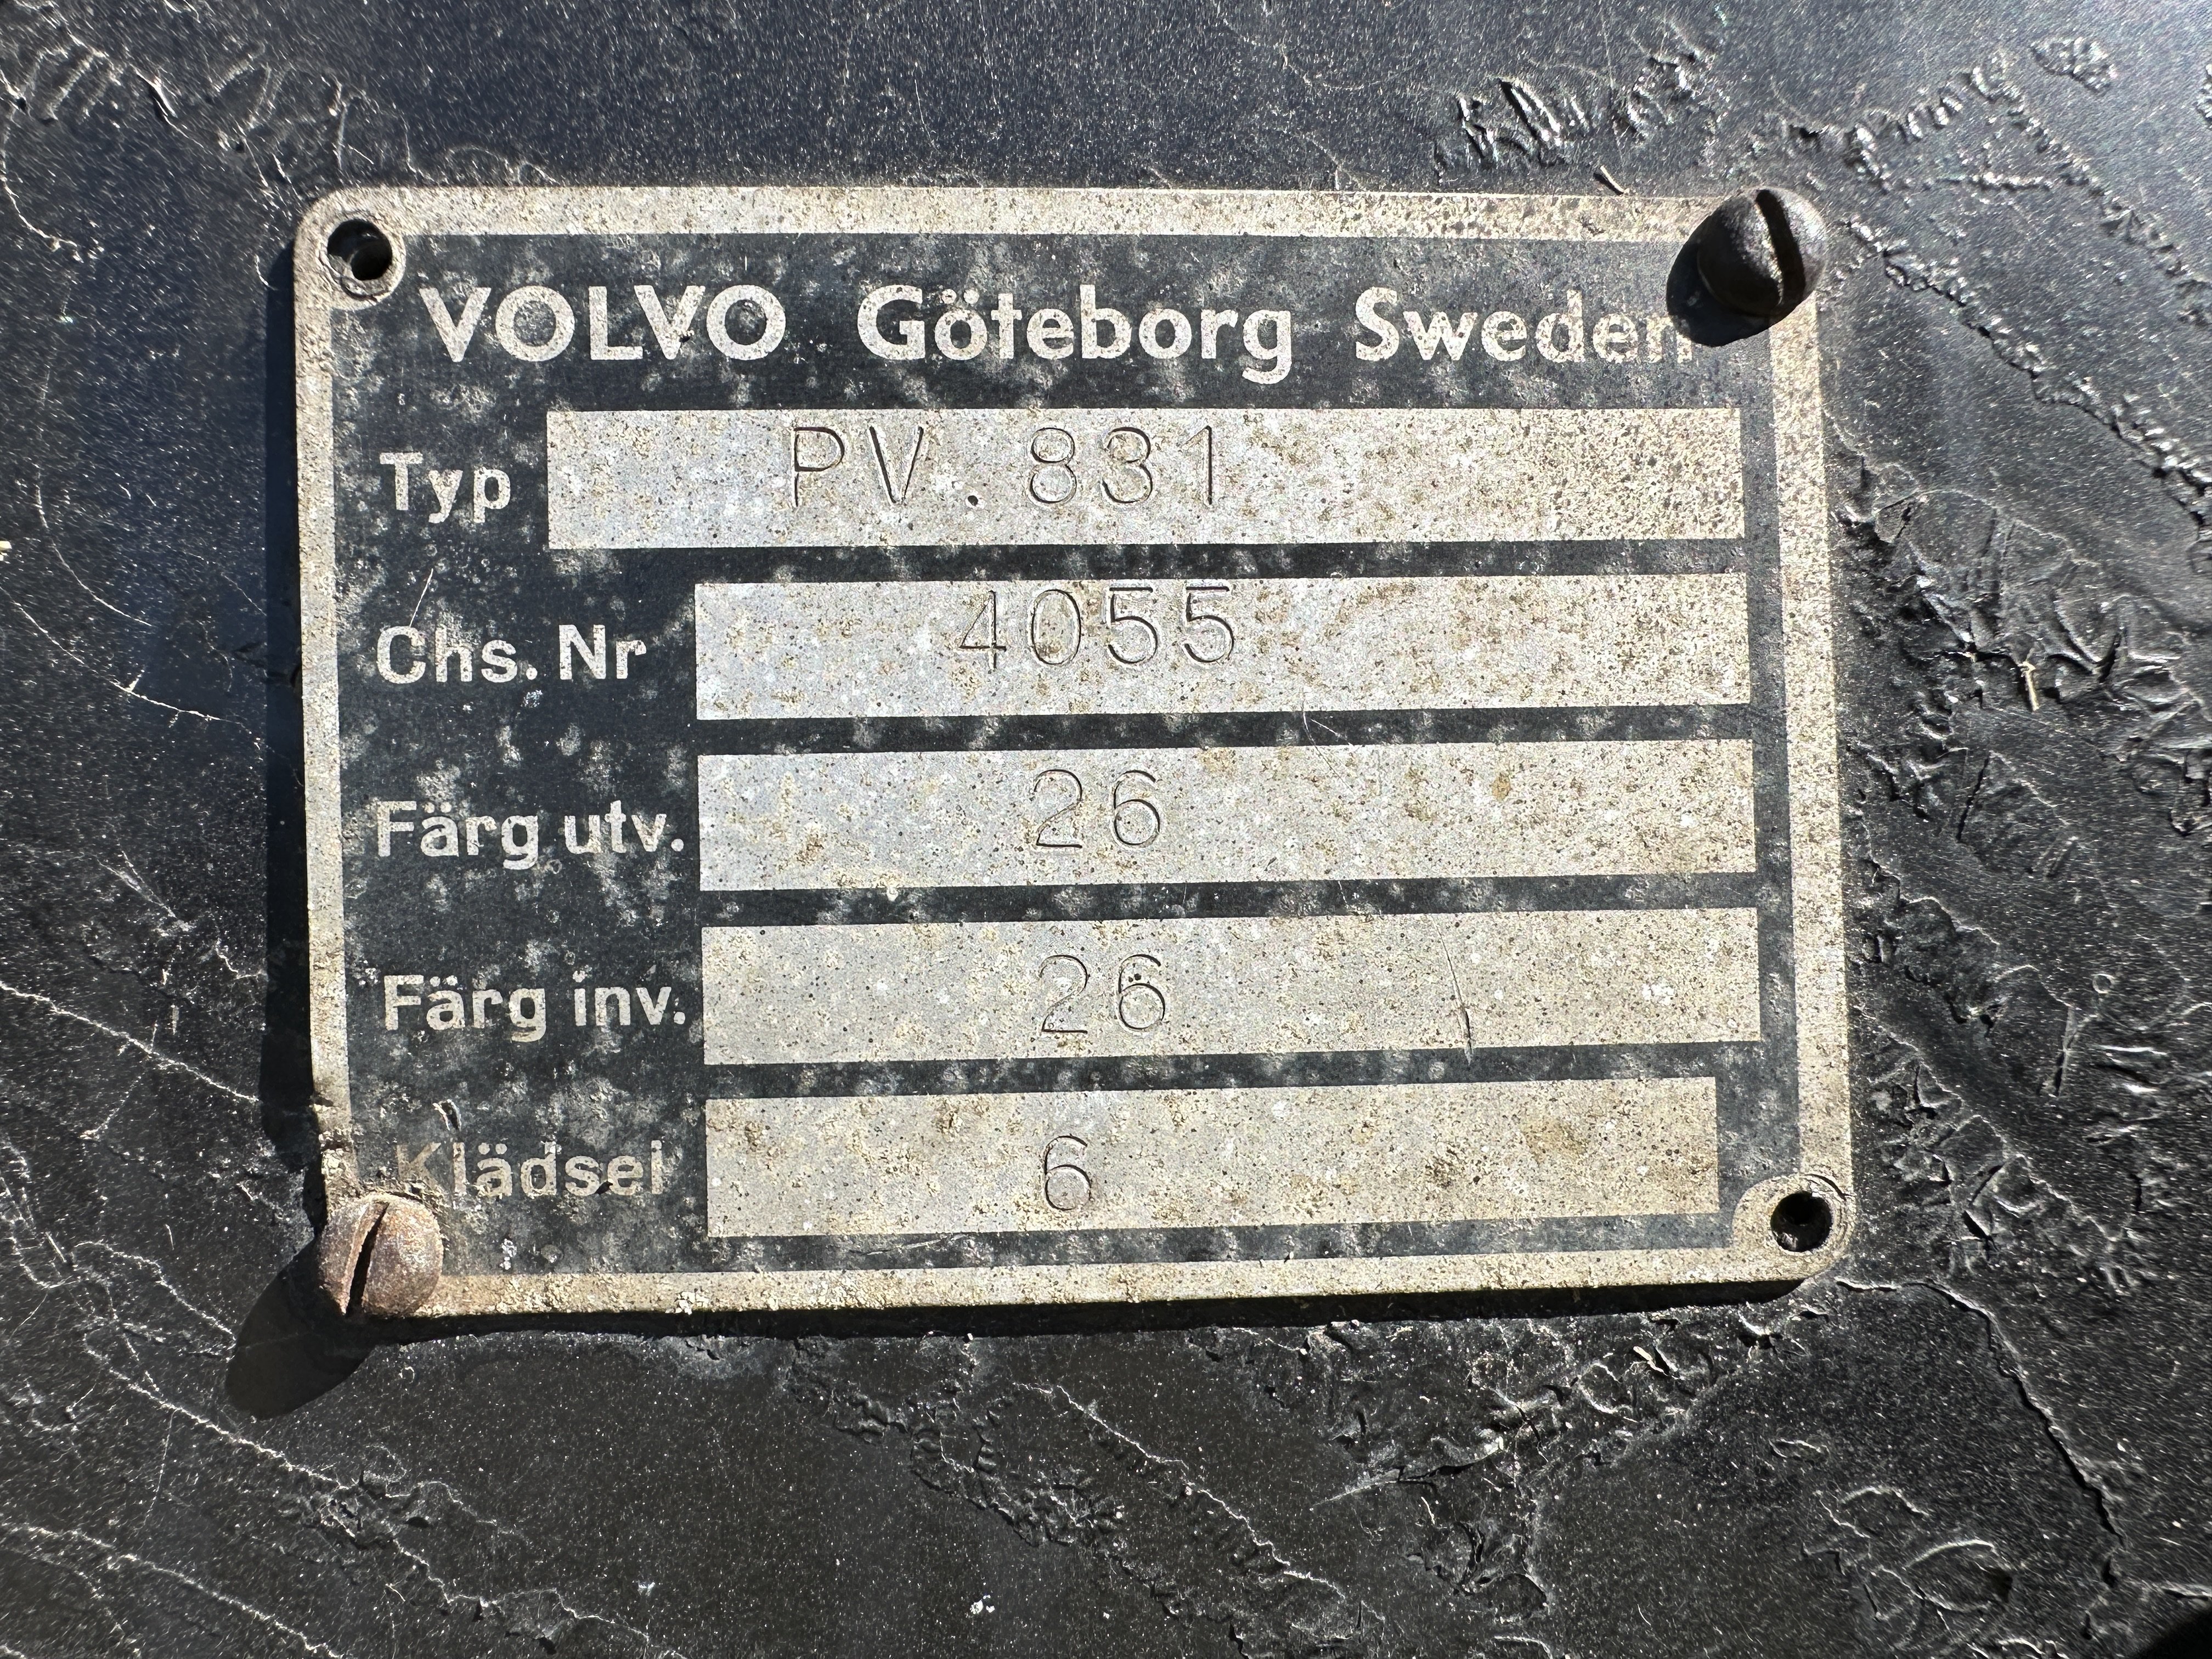 VOLVO Göteborg Sweden
Typ PV.831
Chs. Nr 4055
Färg utv. 26
Färg inv. 26
Klädsel 6